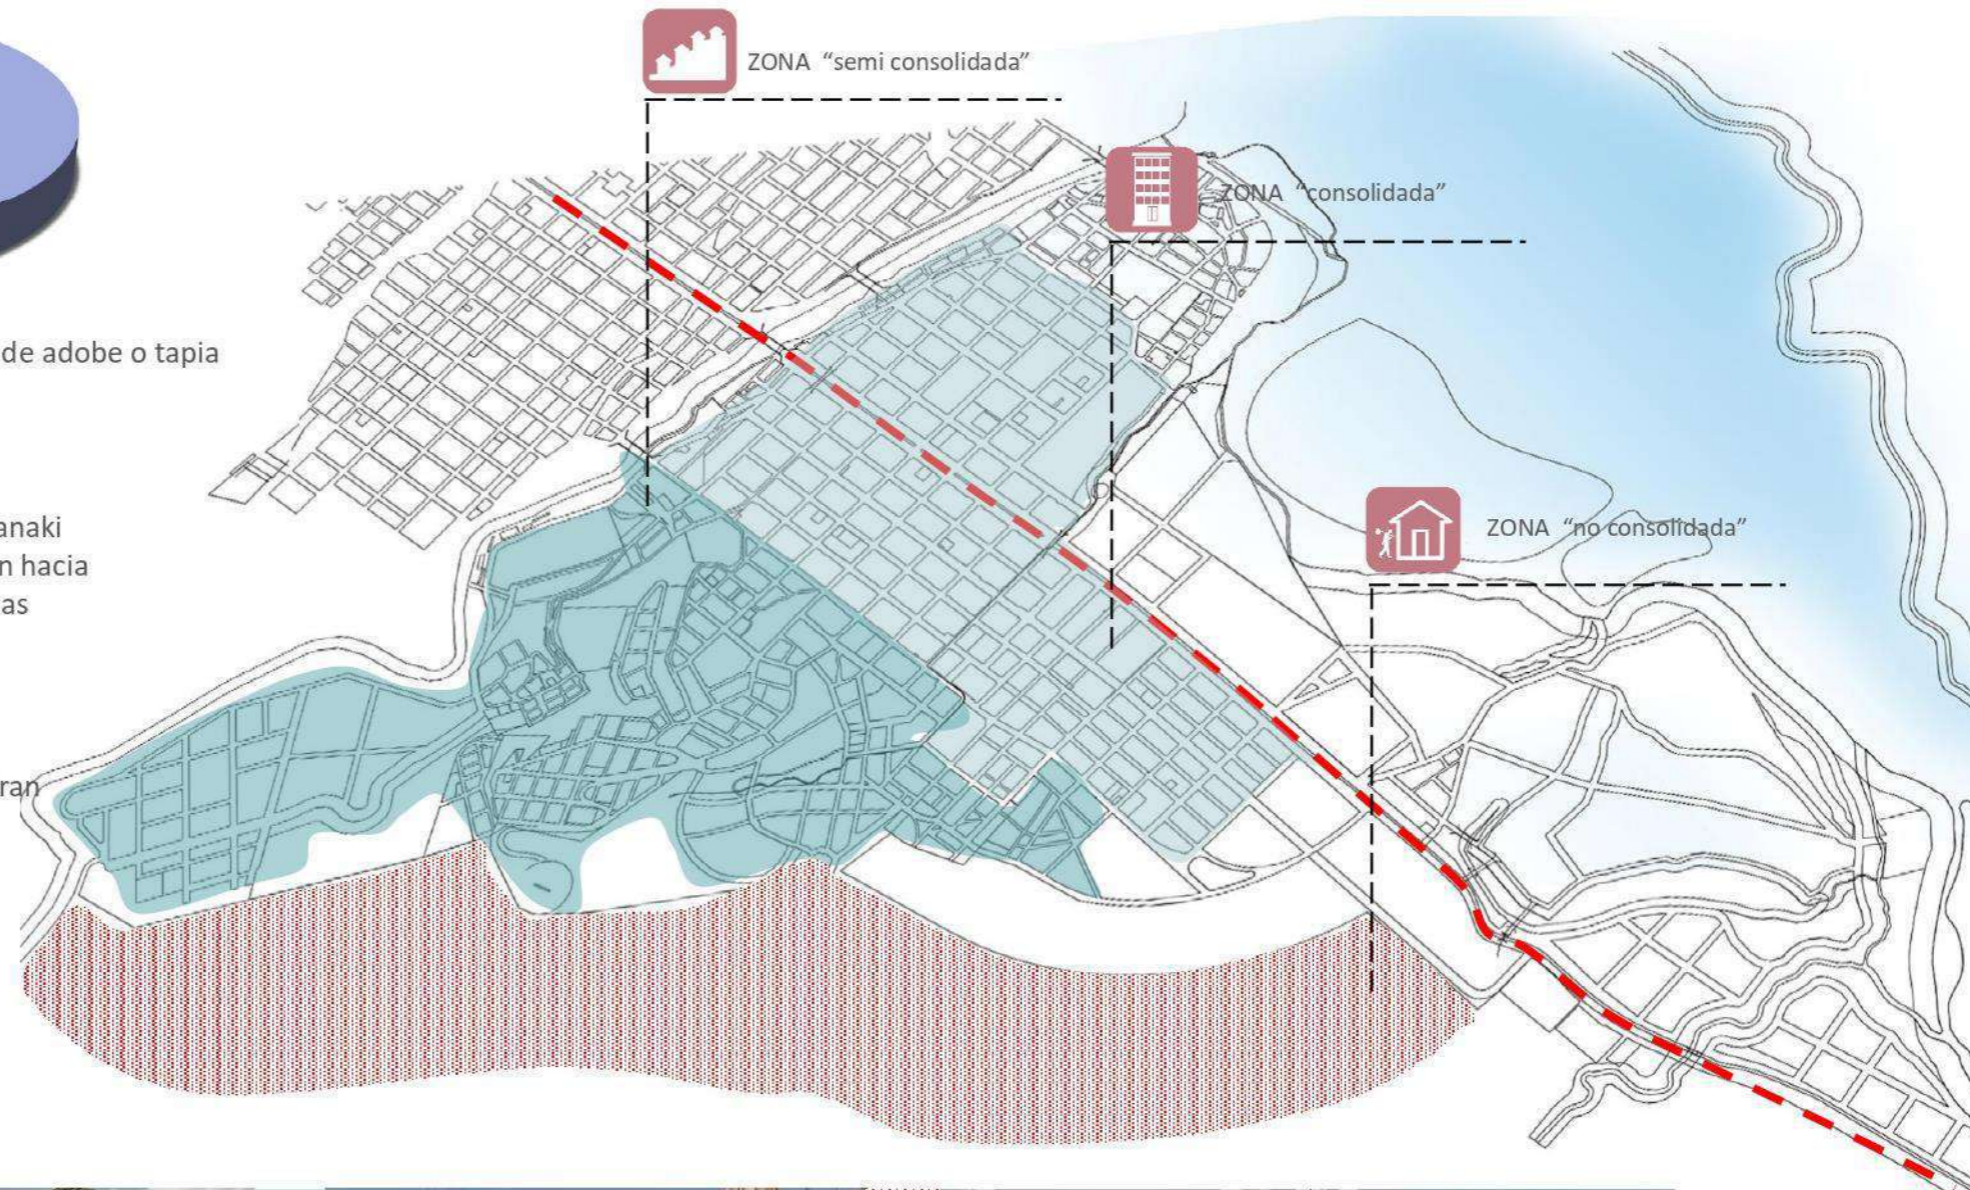 ZONA “semi consolidada”
ZONA “consolidada”
de adobe o tapia
anaki
n hacia
as
ZONA “no consolidada”
ran